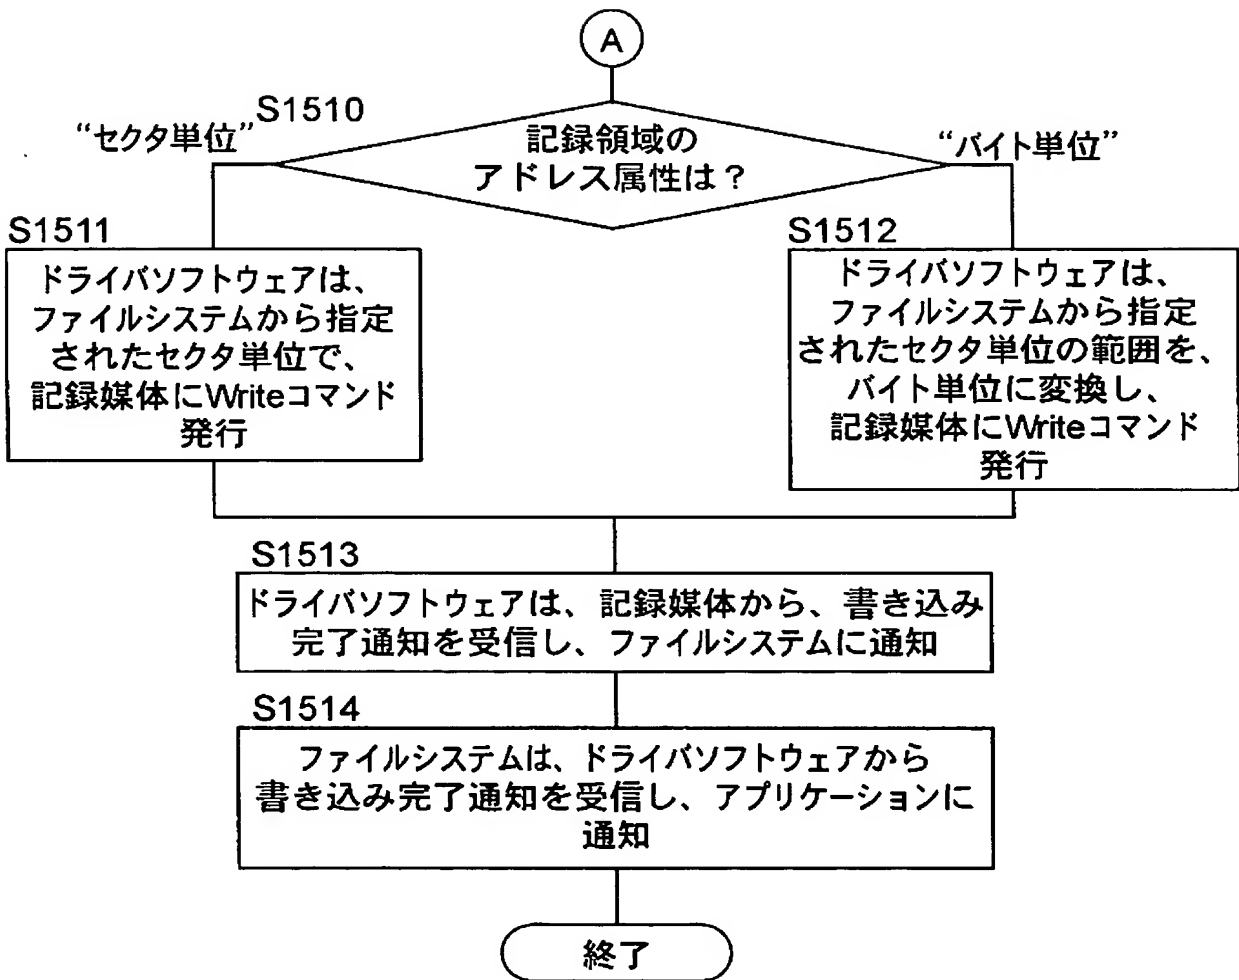 A
S1510
“セクタ単位”
記録領域の
アドレス属性は?
“バイト単位”
S1511
ドライバソフトウェアは、
ファイルシステムから指定
されたセクタ単位で、
記録媒体にWriteコマンド
発行
S1512
ドライバソフトウェアは、
ファイルシステムから指定
されたセクタ単位の範囲を、
バイト単位に変換し、
記録媒体にWriteコマンド
発行
S1513
ドライバソフトウェアは、記録媒体から、書き込み
完了通知を受信し、ファイルシステムに通知
S1514
ファイルシステムは、ドライバソフトウェアから
書き込み完了通知を受信し、アプリケーションに
通知
終了